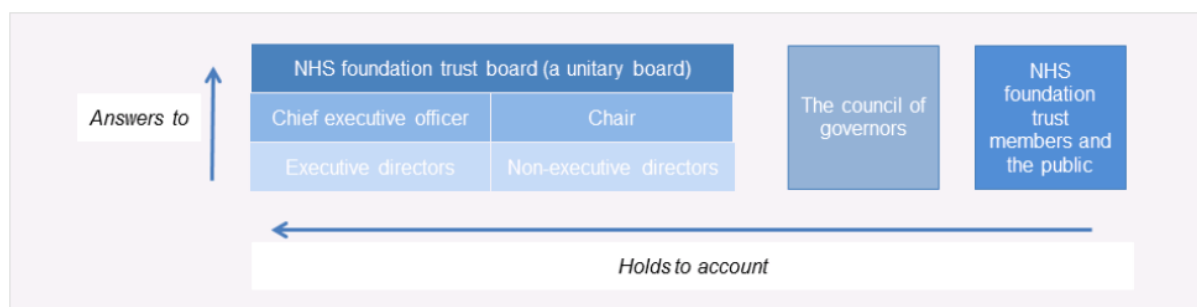 NHS foundation trust board (a unitary board)
Answers to
Chief executive officer
Chair
Executive directors
Non-executive directors
The council of
governors
NHS
foundation
trust
members and
the public
Holds to account